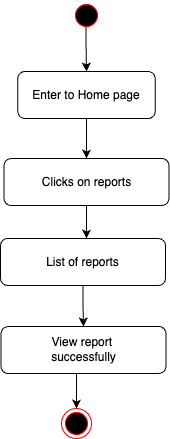 Enter to Home page
Clicks on reports
List of reports
View report
successfully